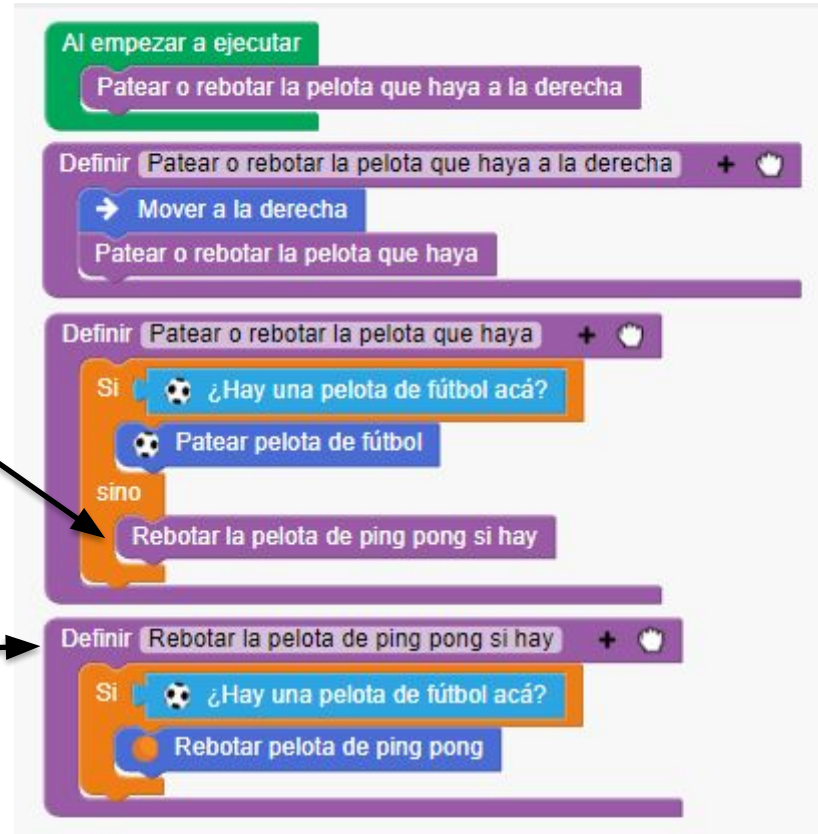 Al empezar a ejecutar
Patear o rebotar la pelota que haya a la derecha
Definir Patear o rebotar la pelota que haya a la derecha +
Mover a la derecha
Patear o rebotar la pelota que haya
Definir Patear o rebotar la pelota que haya +
Si ¿Hay una pelota de fútbol acá?
Patear pelota de fútbol
sino
Rebotar la pelota de ping pong si hay
Definir Rebotar la pelota de ping pong si hay +
Si ¿Hay una pelota de fútbol acá?
Rebotar pelota de ping pong